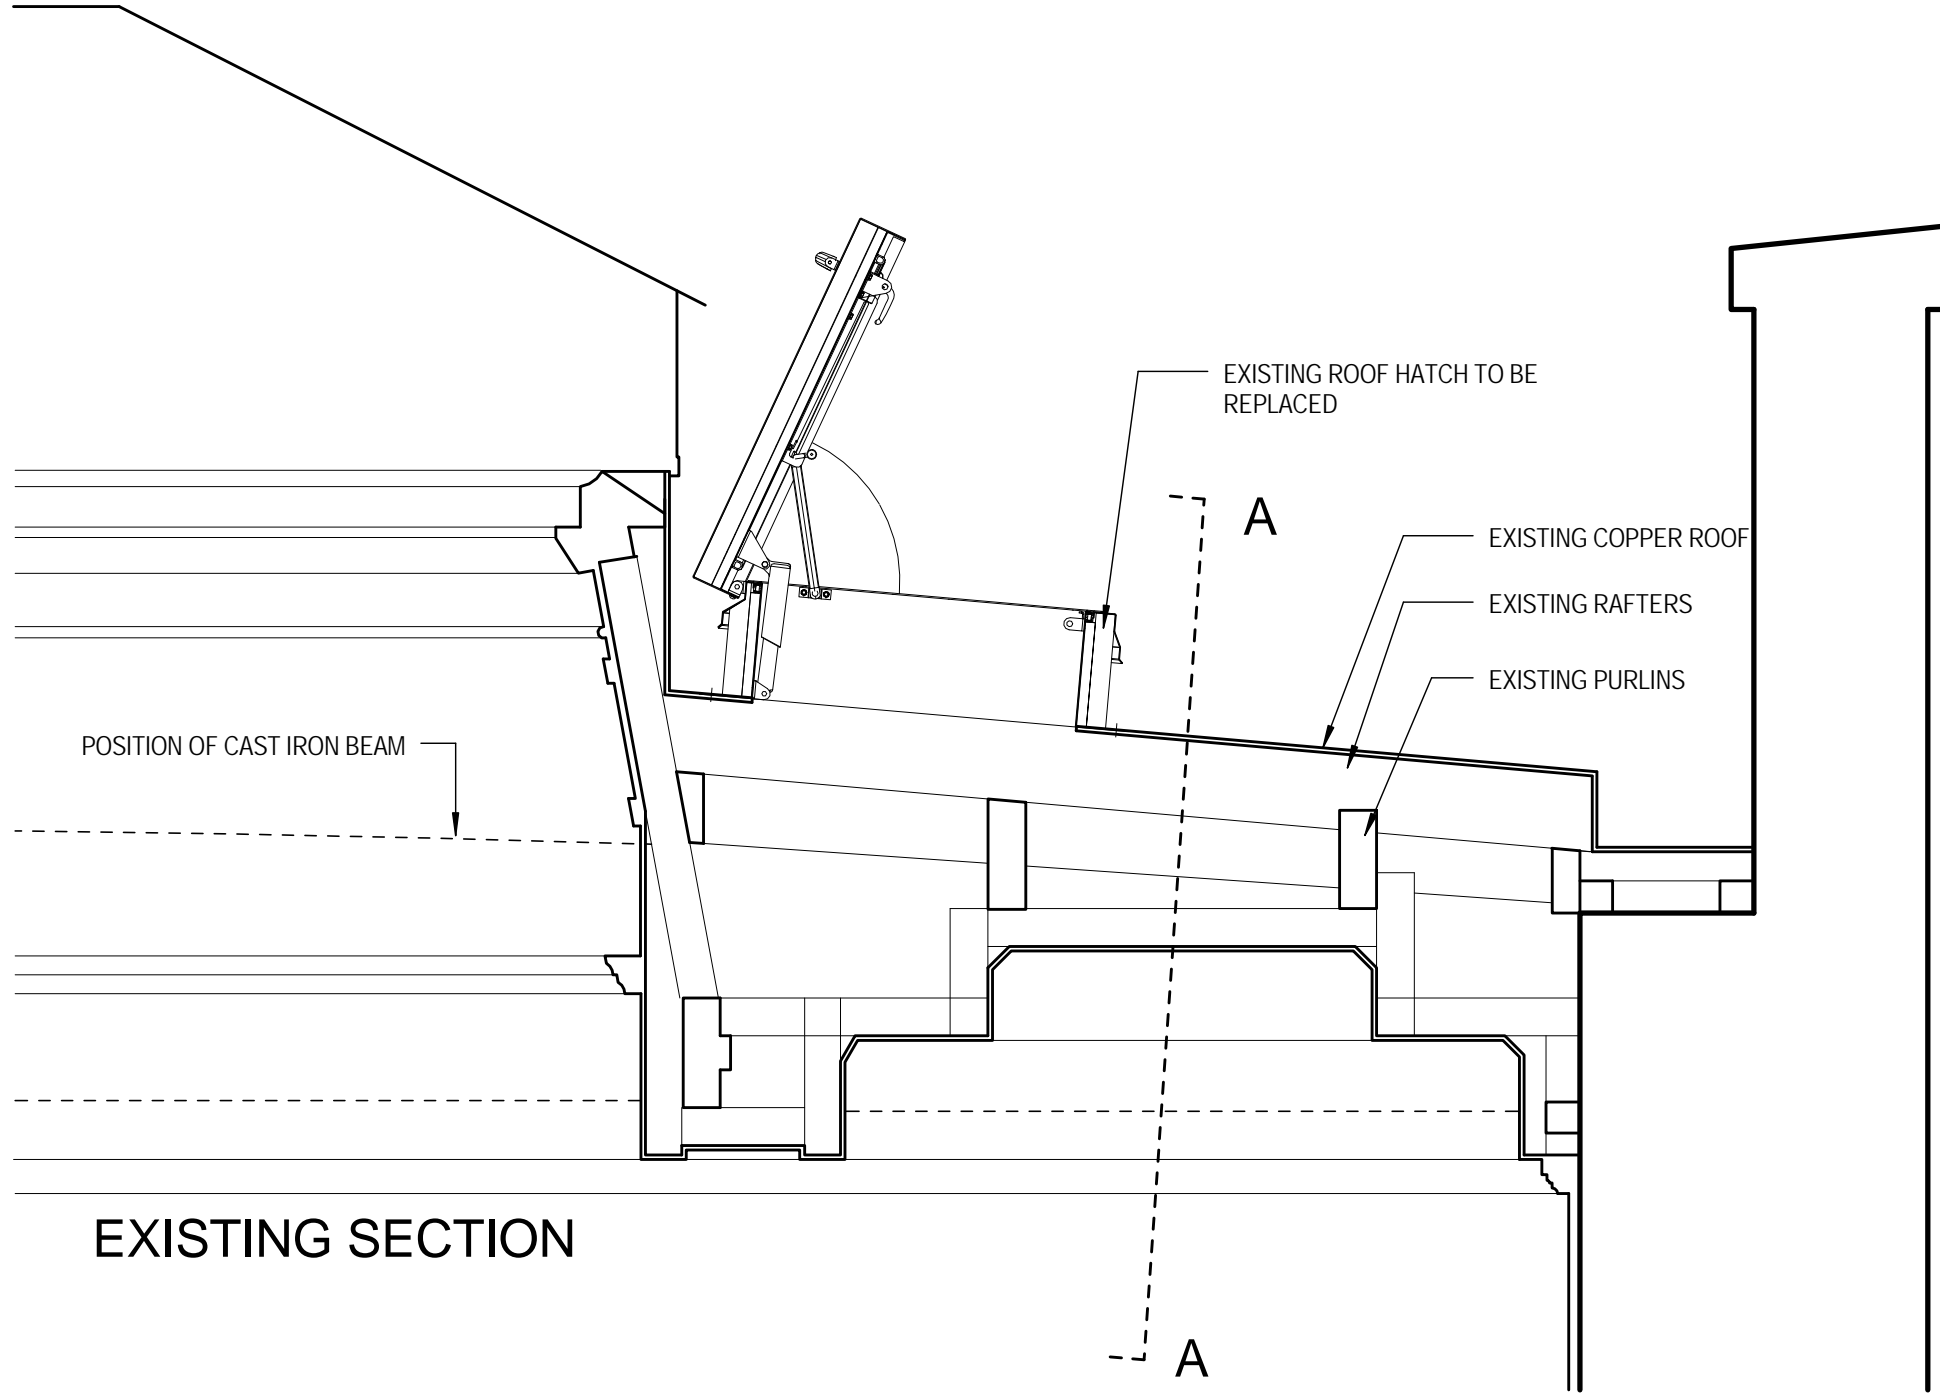 EXISTING ROOF HATCH TO BE
REPLACED
A
EXISTING COPPER ROOF
EXISTING RAFTERS
EXISTING PURLINS
POSITION OF CAST IRON BEAM
EXISTING SECTION
A